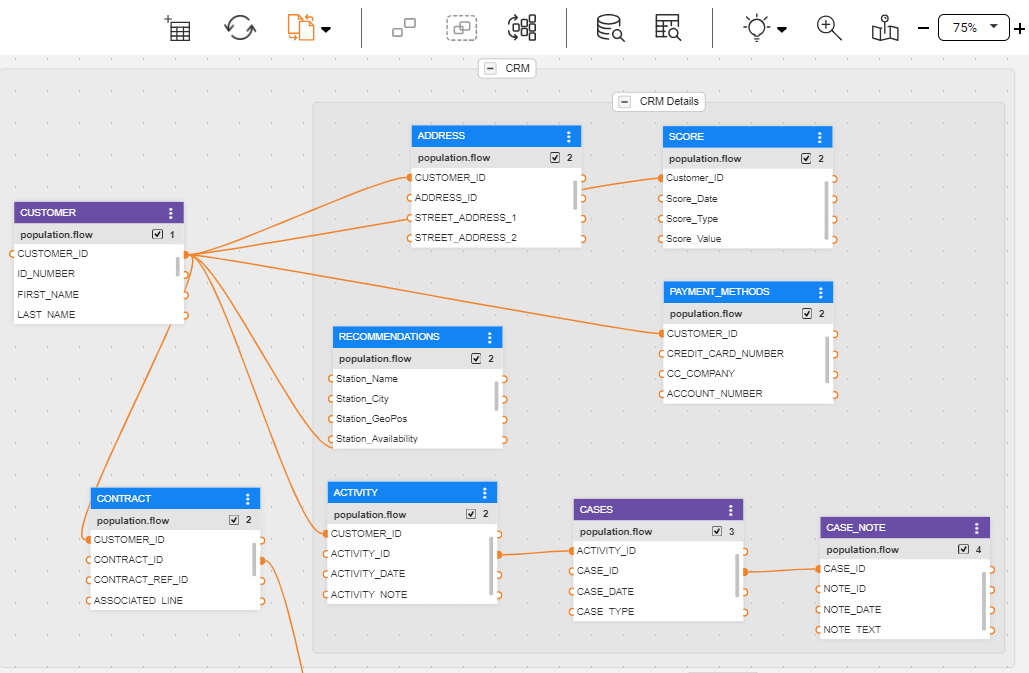 75%
CRM
CRM Details
ADDRESS
population.flow 2
CUSTOMER_ID
ADDRESS_ID
STREET_ADDRESS_1
STREET_ADDRESS_2
SCORE
population.flow 2
Customer_ID
Score_Date
Score_Type
Score_Value
CUSTOMER
population.flow 1
CUSTOMER_ID
ID_NUMBER
FIRST_NAME
LAST_NAME
PAYMENT_METHODS
population.flow 2
CUSTOMER_ID
CREDIT_CARD_NUMBER
CC_COMPANY
ACCOUNT_NUMBER
RECOMMENDATIONS
population.flow 2
Station_Name
Station_City
Station_GeoPos
Station_Availability
CONTRACT
population.flow 2
CUSTOMER_ID
CONTRACT_ID
CONTRACT_REF_ID
ASSOCIATED_LINE
ACTIVITY
population.flow 2
CUSTOMER_ID
ACTIVITY_ID
ACTIVITY_DATE
ACTIVITY_NOTE
CASES
population.flow 3
ACTIVITY_ID
CASE_ID
CASE_DATE
CASE_TYPE
CASE_NOTE
population.flow 4
CASE_ID
NOTE_ID
NOTE_DATE
NOTE_TEXT